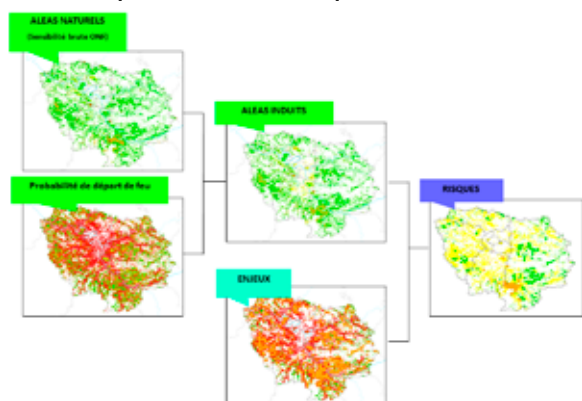 ALEAS NATURELS
(Sensibilité brute ONF)
ALEAS INDUITS
Probabilité de départ de feu
RISQUES
ENJEUX